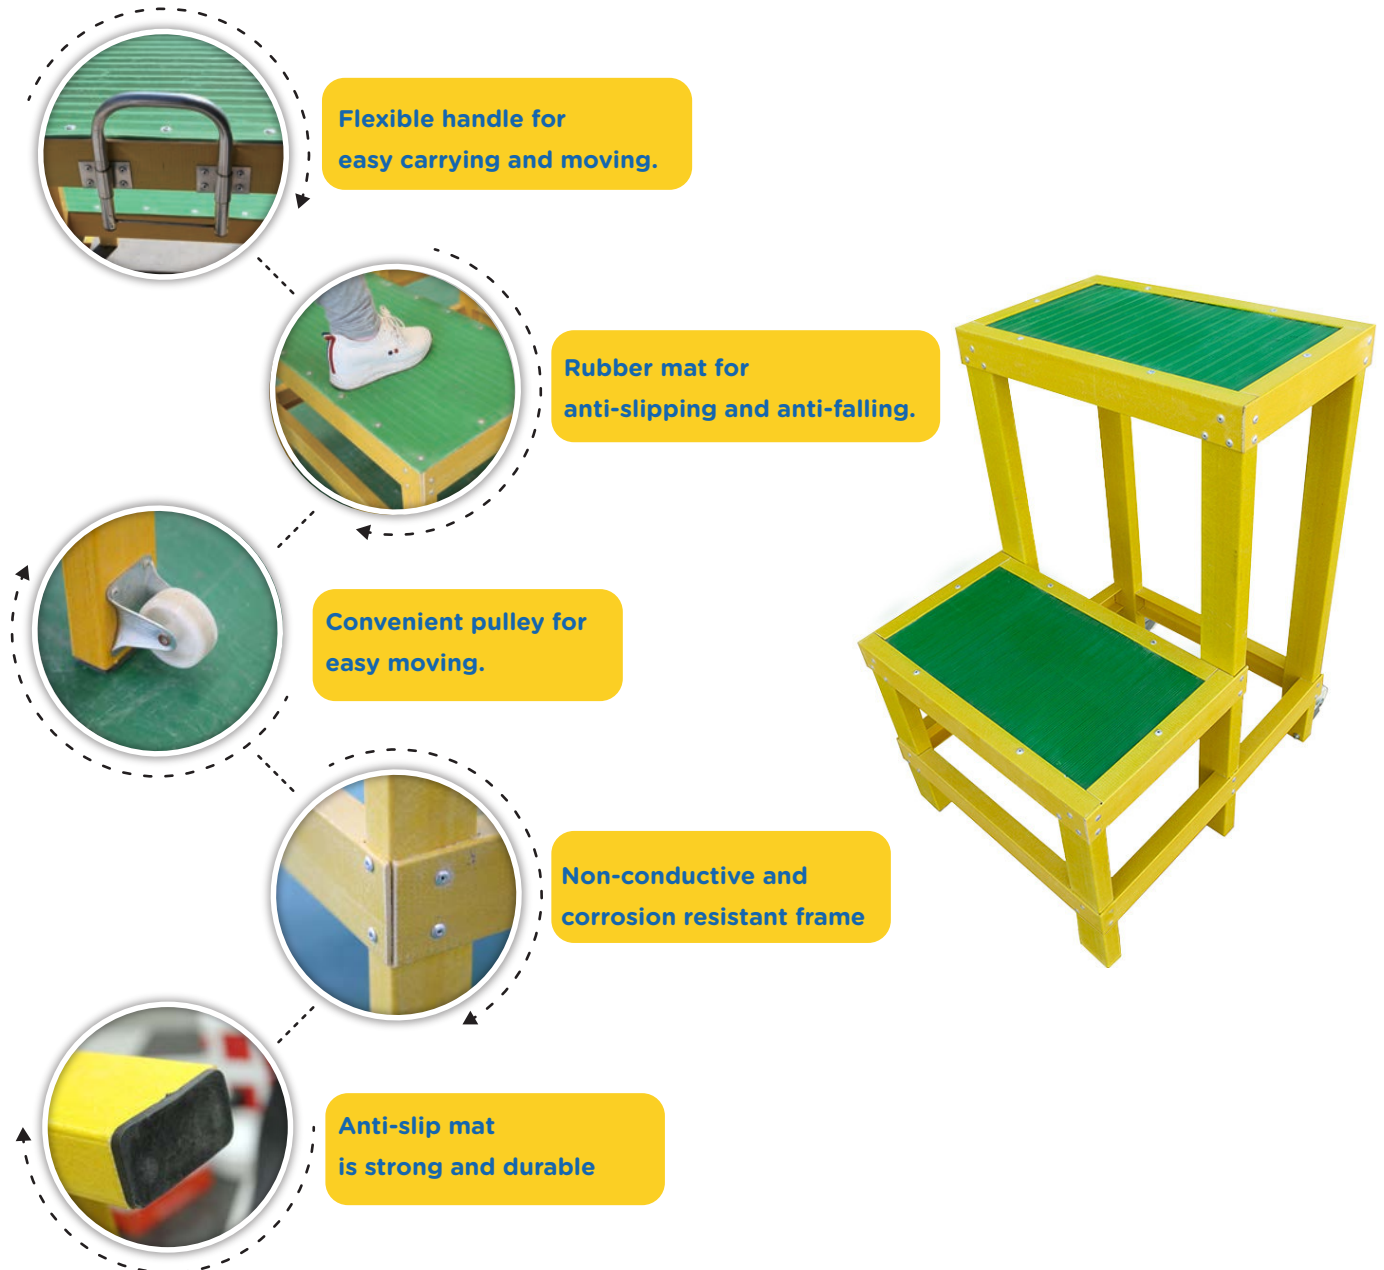 Flexible handle for
easy carrying and moving.
Rubber mat for
anti-slipping and anti-falling.
Convenient pulley for
easy moving.
Non-conductive and
corrosion resistant frame
Anti-slip mat
is strong and durable